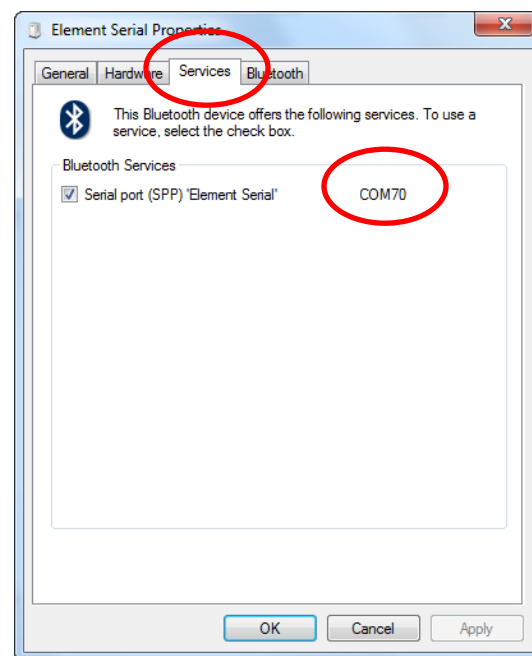 Element Serial Properties
General Hardware Services Bluetooth
This Bluetooth device offers the following services. To use a
service, select the check box.
Bluetooth Services
Serial port (SPP) 'Element Serial' COM70
OK Cancel Apply